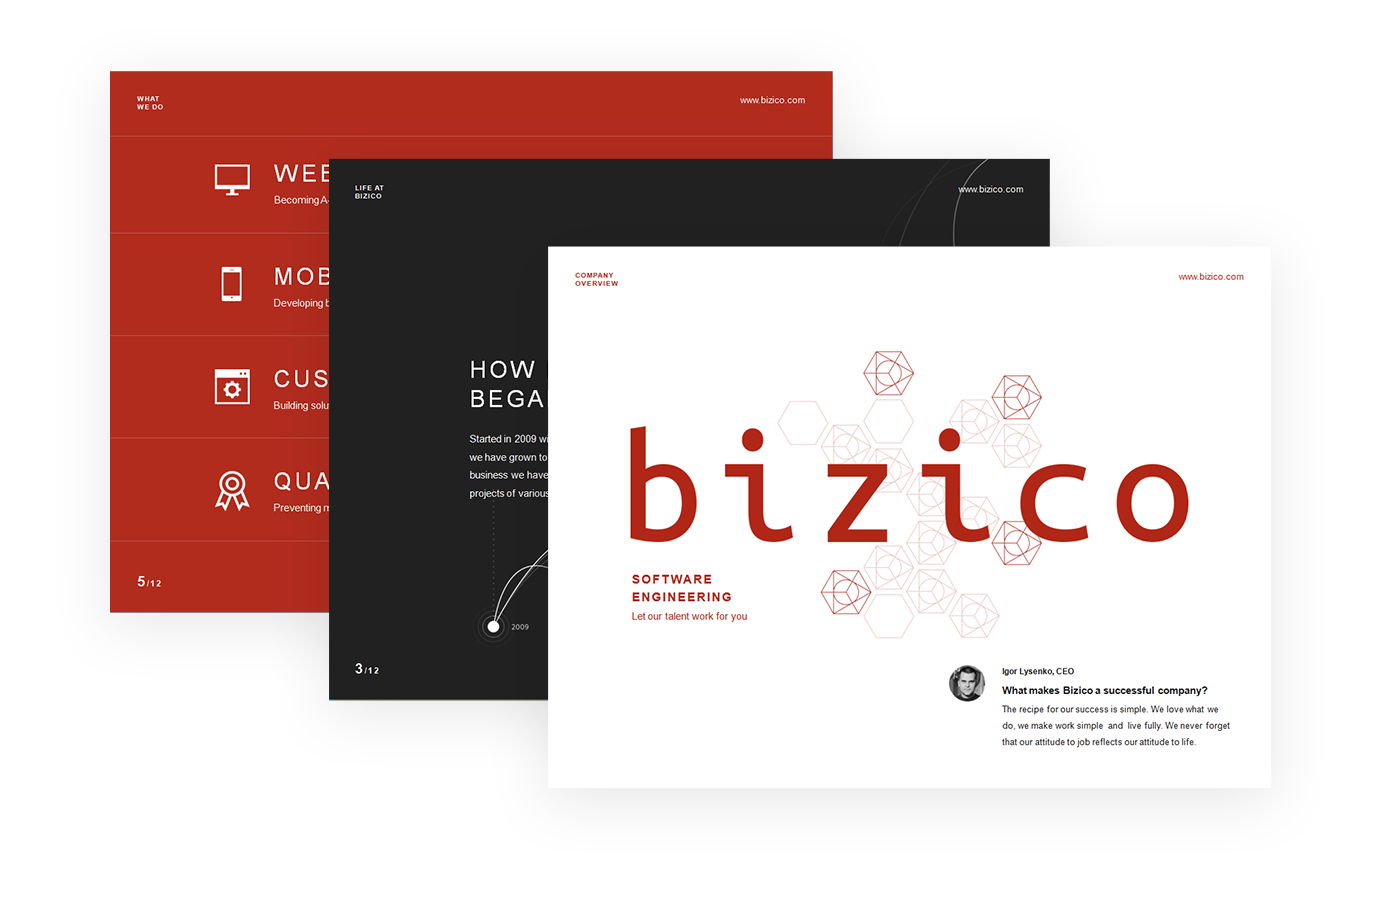 WHAT
WE DO
www.bizico.com
WEB
Becoming A-
MOB
Developing b
CUS
Building solu
QUA
Preventing m
5/12
LIFE AT
BIZICO
www.bizico.com
HOW
BEGAN
Started in 2009 wi
we have grown to
business we have
projects of various
2009
3/12
COMPANY
OVERVIEW
www.bizico.com
bizico
SOFTWARE
ENGINEERING
Let our talent work for you
Igor Lysenko, CEO
What makes Bizico a successful company?
The recipe for our success is simple. We love what we
do, we make work simple and live fully. We never forget
that our attitude to job reflects our attitude to life.